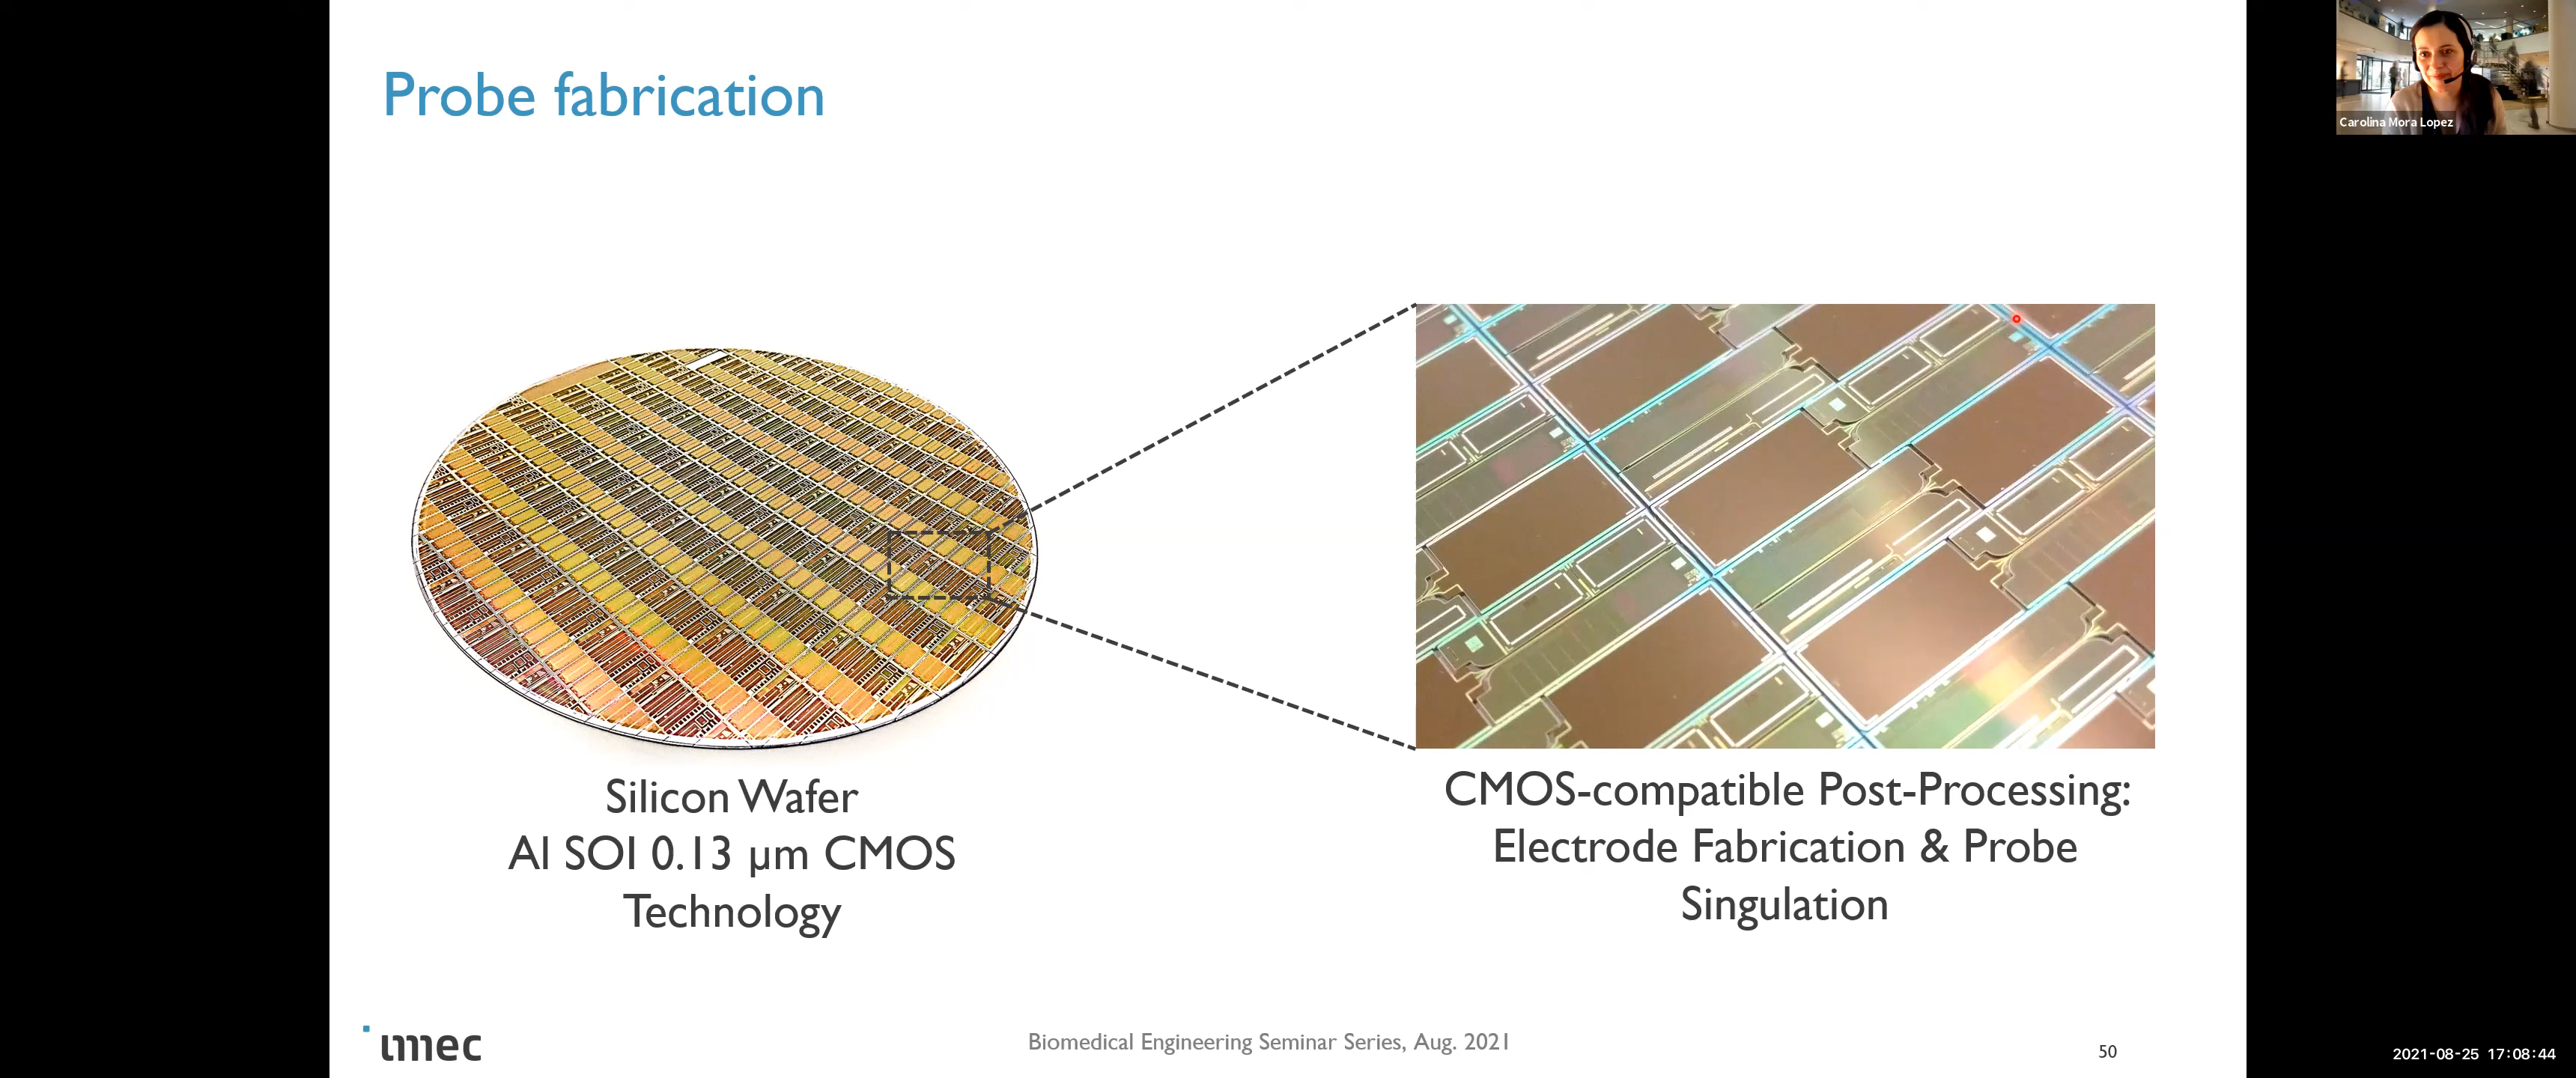 Probe fabrication
Carolina Mora Lopez
Silicon Wafer
Al SOI 0.13 µm CMOS
Technology
CMOS-compatible Post-Processing:
Electrode Fabrication & Probe
Singulation
imec
Biomedical Engineering Seminar Series, Aug. 2021
50
2021-08-25 17:08:44